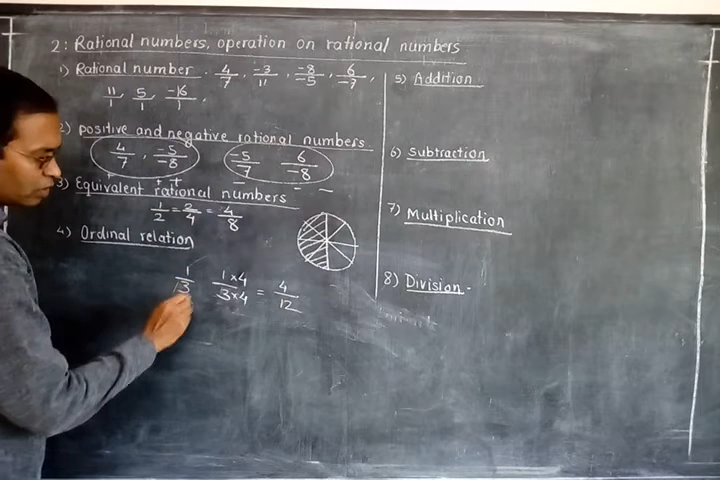 2: Rational numbers, operation on rational numbers
1) Rational number . 4/7 , -3/11 , -8/-5 , 6/-7 ,
11/1 , 5/1 , -16/1 ,
2) positive and negative rational numbers
4/7 , -5/-8   -5/7   6/-8
+ +   - - -
3) Equivalent rational numbers
1/2 = 2/4 = 4/8
4) Ordinal relation
1/3   1×4/3×4 = 4/12
5) Addition
6) Subtraction
7) Multiplication
8) Division -